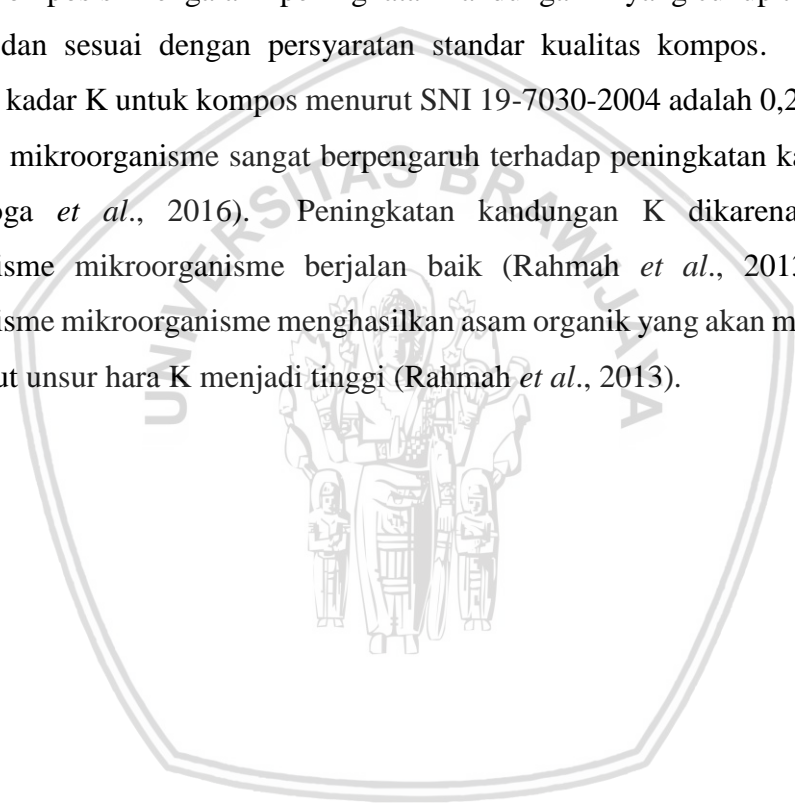 dan sesuai dengan persyaratan standar kualitas kompos.
kadar K untuk kompos menurut SNI 19-7030-2004 adalah 0,2
mikroorganisme sangat berpengaruh terhadap peningkatan ka
oga et al., 2016). Peningkatan kandungan K dikarena
isme mikroorganisme berjalan baik (Rahmah et al., 201
isme mikroorganisme menghasilkan asam organik yang akan m
ut unsur hara K menjadi tinggi (Rahmah et al., 2013).
UNIVERSITAS BRAWIJAYA